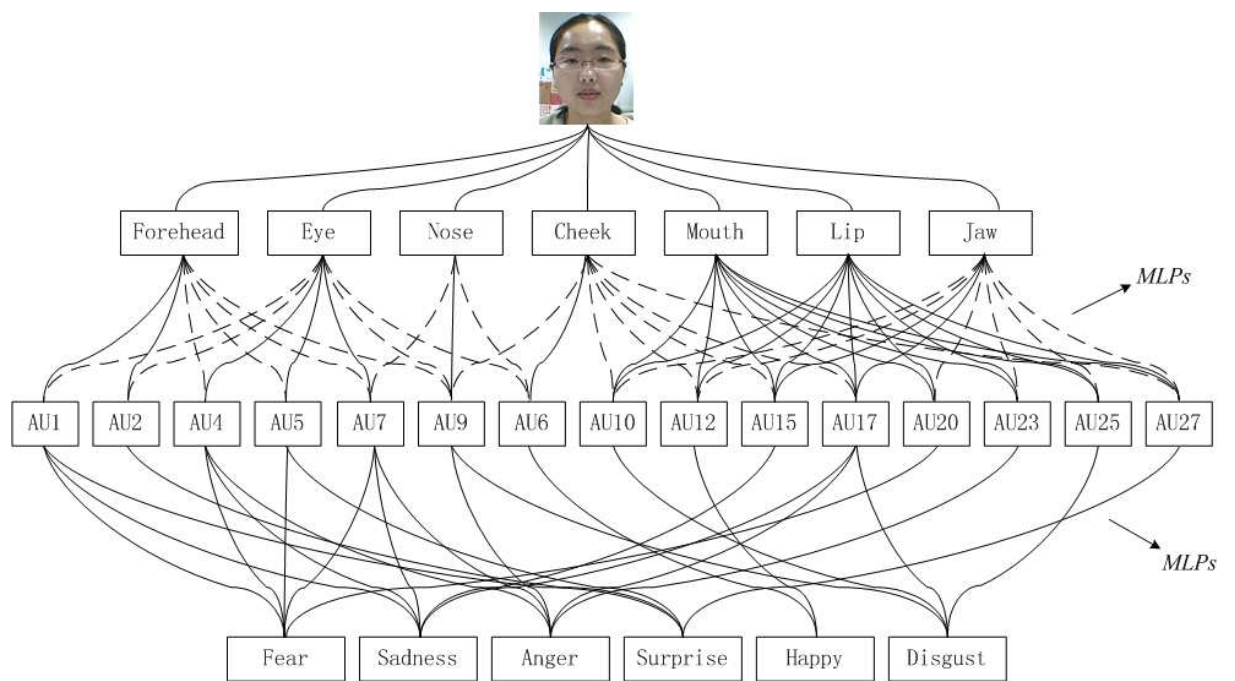 Forehead Eye Nose Cheek Mouth Lip Jaw
MLPs
AU1 AU2 AU4 AU5 AU7 AU9 AU6 AU10 AU12 AU15 AU17 AU20 AU23 AU25 AU27
MLPs
Fear Sadness Anger Surprise Happy Disgust